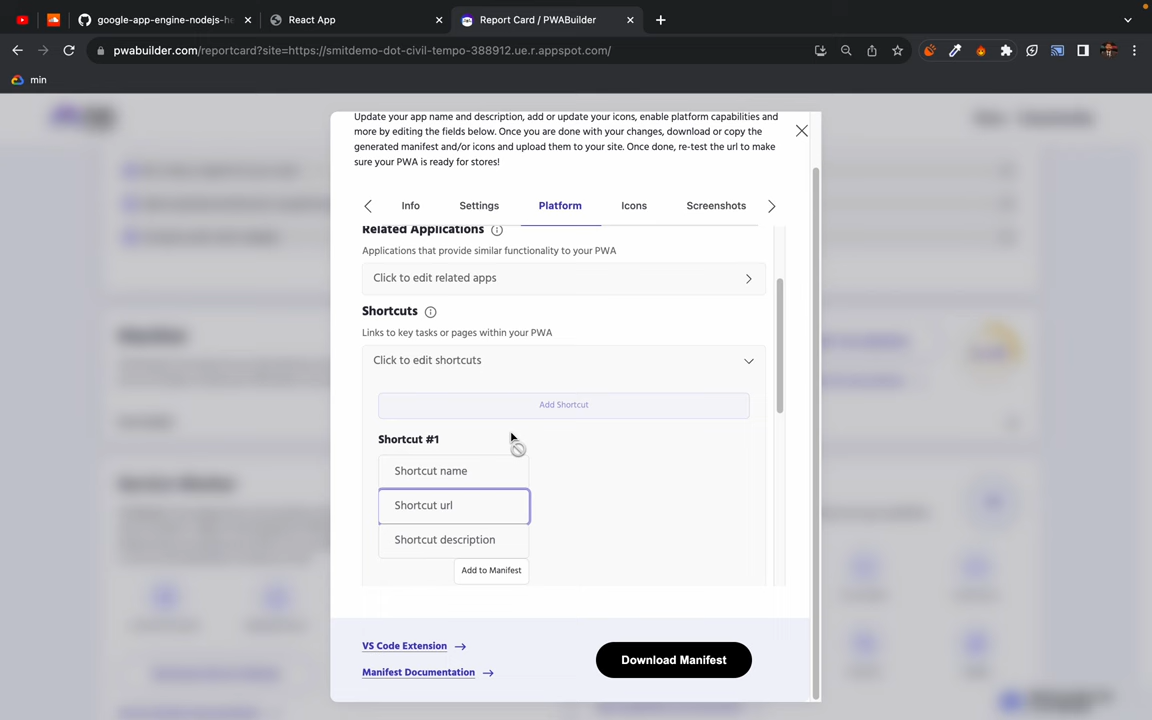 google-app-engine-nodejs-he
React App
Report Card / PWABuilder
pwabuilder.com/reportcard?site=https://smitdemo-dot-civil-tempo-388912.ue.r.appspot.com/
min
Update your app name and description, add or update your icons, enable platform capabilities and
more by editing the fields below. Once you are done with your changes, download or copy the
generated manifest and/or icons and upload them to your site. Once done, re-test the url to make
sure your PWA is ready for stores!
Info
Settings
Platform
Icons
Screenshots
Related Applications
Applications that provide similar functionality to your PWA
Click to edit related apps
Shortcuts
Links to key tasks or pages within your PWA
Click to edit shortcuts
Add Shortcut
Shortcut #1
Shortcut name
Shortcut url
Shortcut description
Add to Manifest
VS Code Extension
Manifest Documentation
Download Manifest